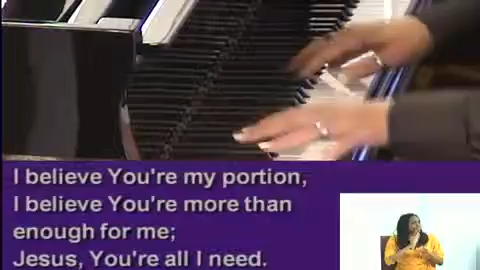 I believe You're my portion,
I believe You're more than
enough for me;
Jesus, You're all I need.